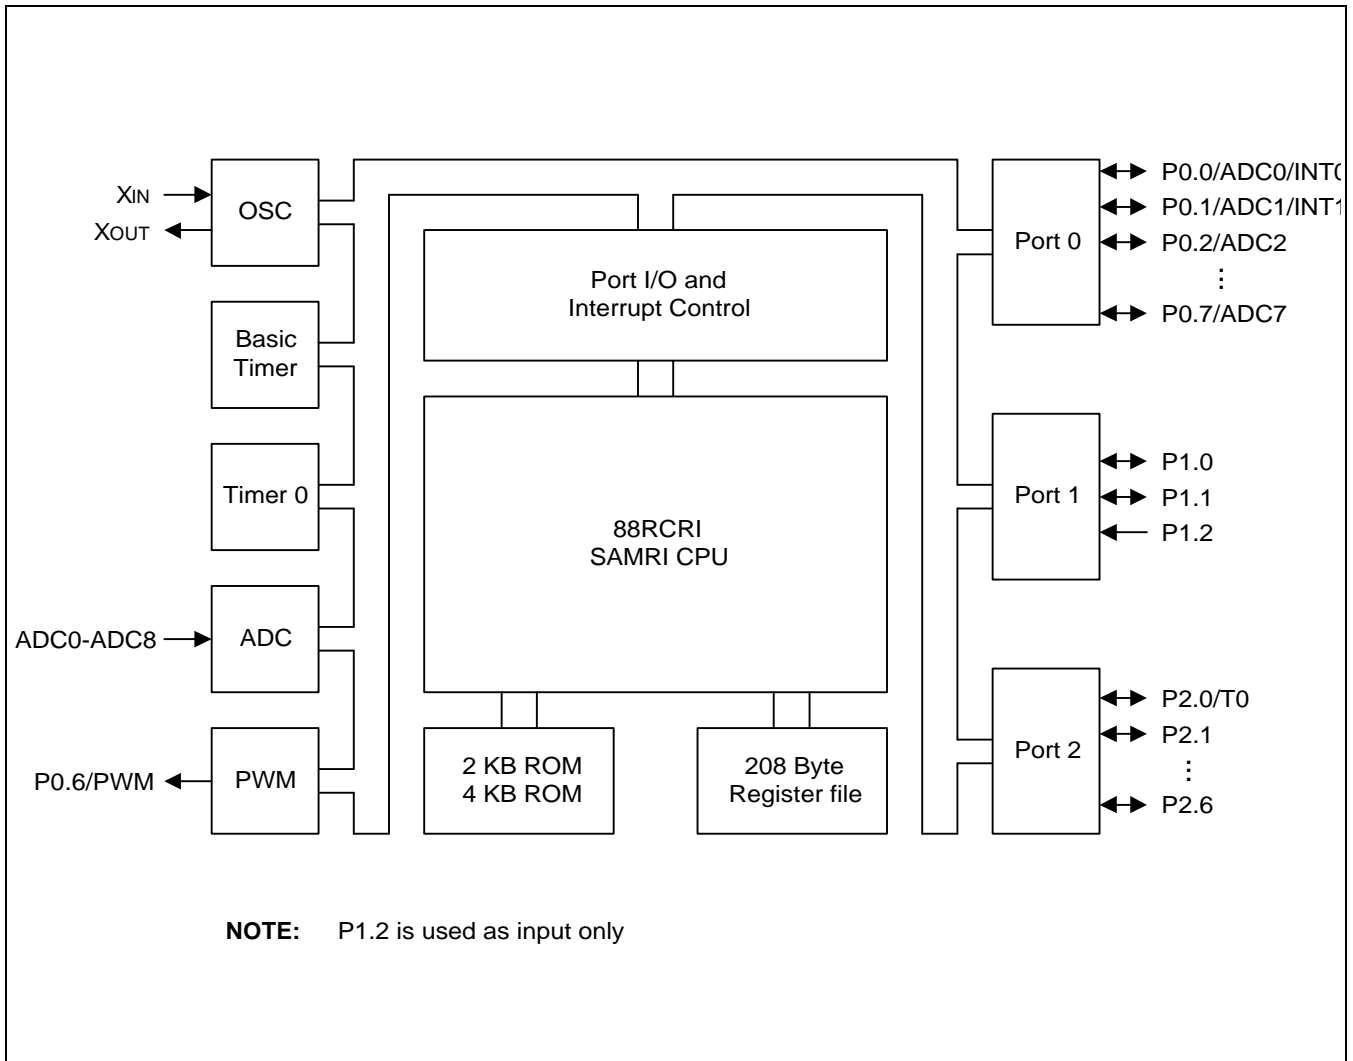 XIN
XOUT
OSC
Basic
Timer
Timer 0
ADC0-ADC8
ADC
P0.6/PWM
PWM
Port I/O and
Interrupt Control
88RCRI
SAMRI CPU
2 KB ROM
4 KB ROM
208 Byte
Register file
Port 0
P0.0/ADC0/INT0
P0.1/ADC1/INT1
P0.2/ADC2
P0.7/ADC7
Port 1
P1.0
P1.1
P1.2
Port 2
P2.0/T0
P2.1
P2.6
NOTE: P1.2 is used as input only